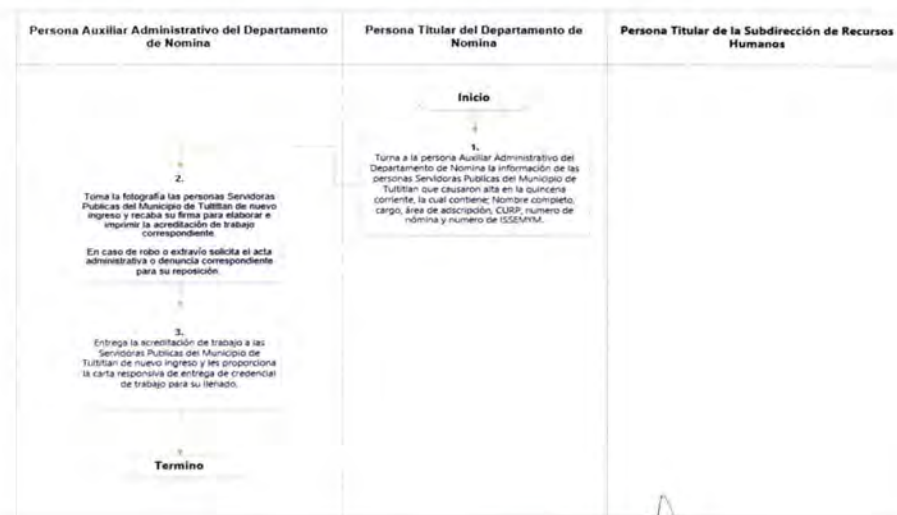 Persona Auxiliar Administrativo del Departamento
de Nomina
Persona Titular del Departamento de
Nomina
Persona Titular de la Subdirección de Recursos
Humanos
Inicio
1.
Turna a la persona Auxiliar Administrativo del
Departamento de Nomina la información de las
personas Servidoras Publicas del Municipio de
Tultitlan que causaron alta en la quincena
corriente, la cual contiene; Nombre completo,
cargo, área de adscripción, CURP, numero de
nómina y numero de ISSEMYM.
2.
Toma la fotografía las personas Servidoras
Publicas del Municipio de Tultitlan de nuevo
ingreso y recaba su firma para elaborar e
imprimir la acreditación de trabajo
correspondiente.
En caso de robo o extravío solicita el acta
administrativa o denuncia correspondiente
para su reposición.
3.
Entrega la acreditación de trabajo a las
Servidoras Publicas del Municipio de
Tultitlan de nuevo ingreso y les proporciona
la carta responsiva de entrega de credencial
de trabajo para su llenado.
Termino